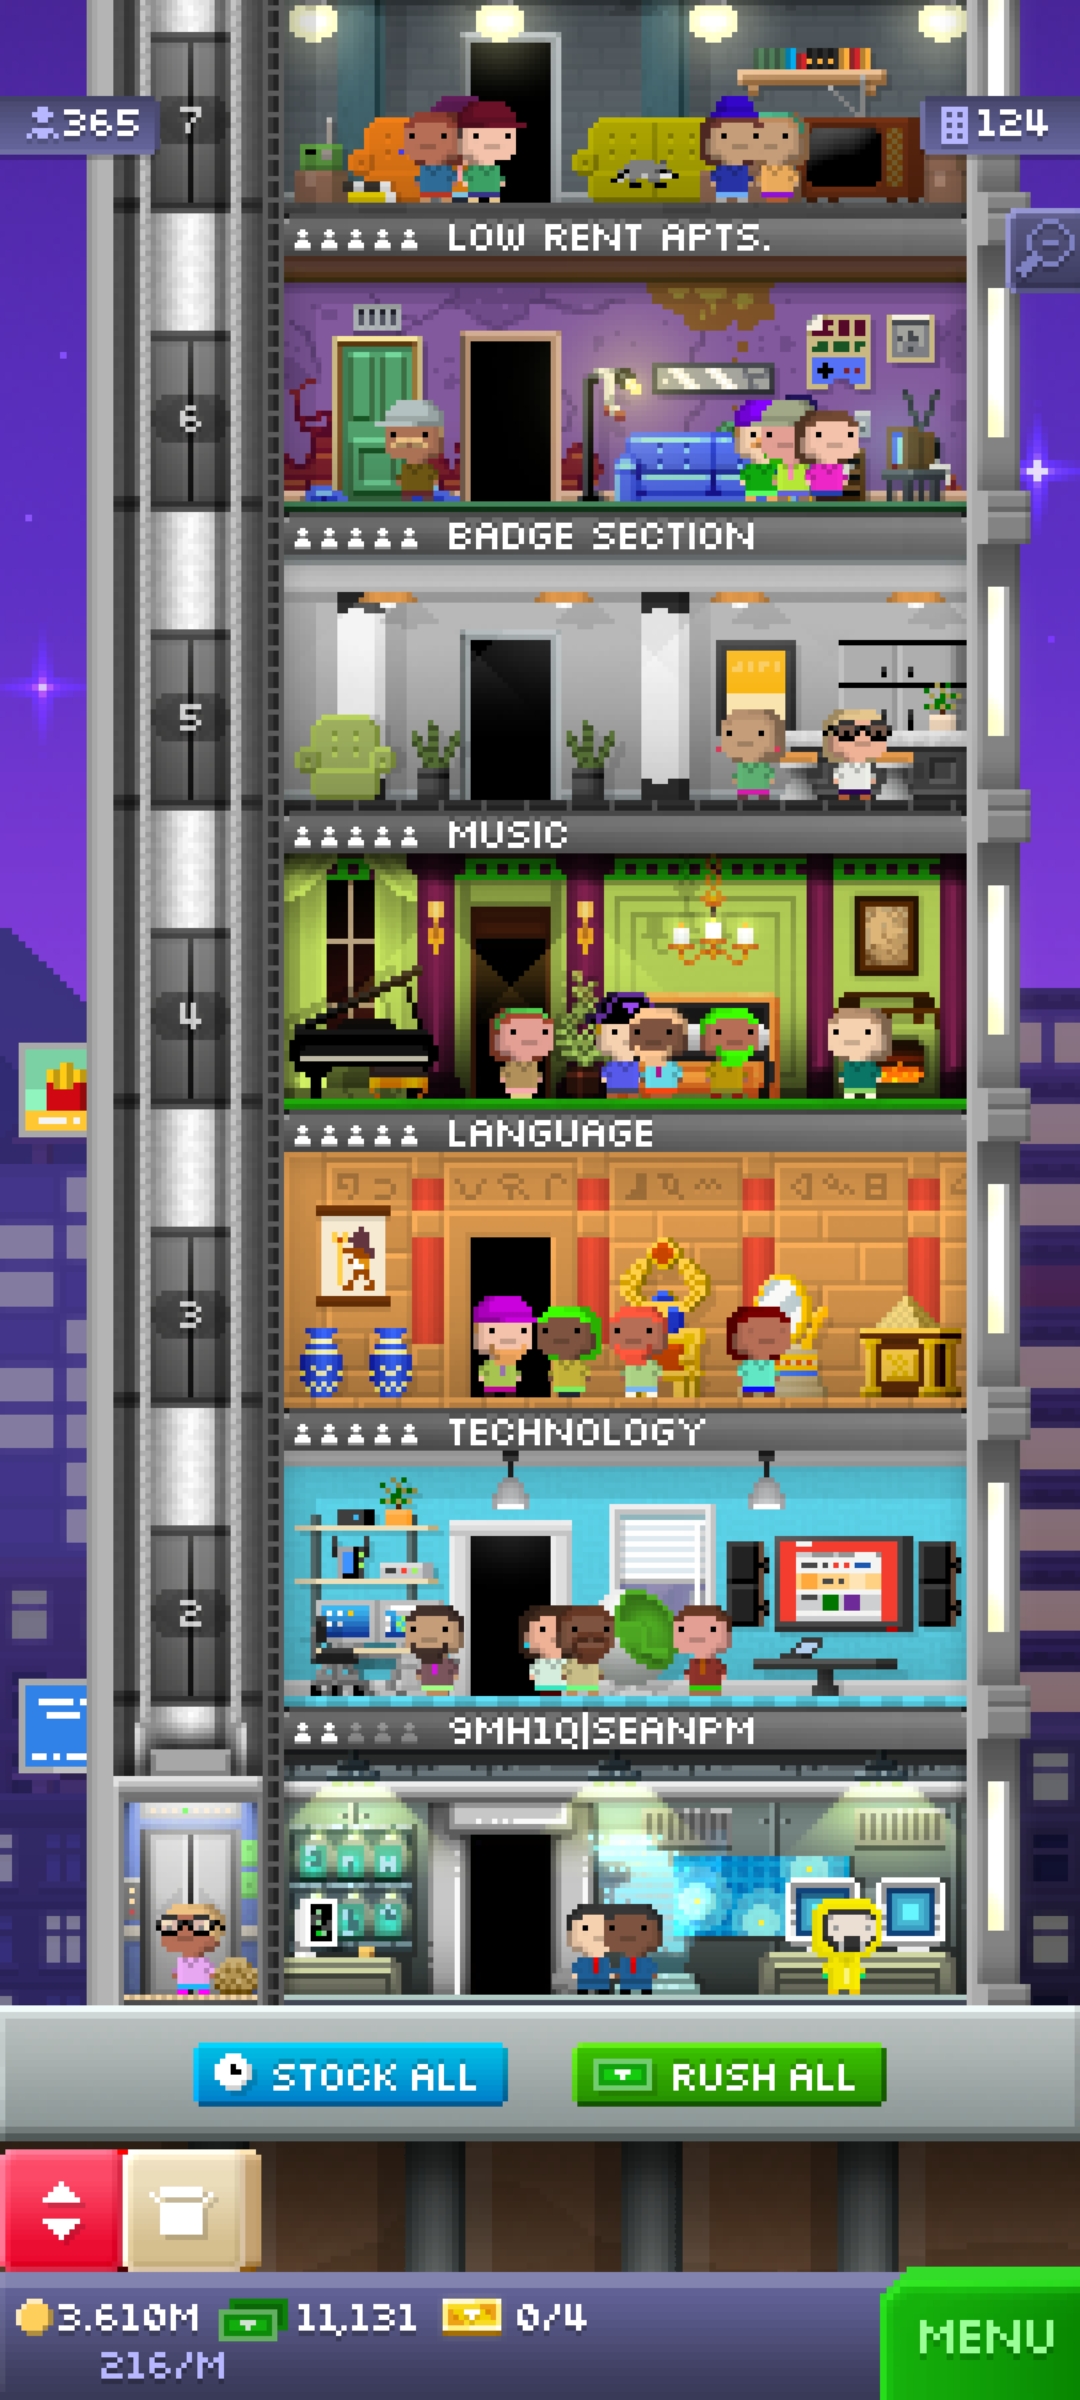 7
365
124
LOW RENT APTS.
6
BADGE SECTION
5
MUSIC
4
LANGUAGE
3
TECHNOLOGY
2
9MH1Q|SEANPM
STOCK ALL
RUSH ALL
3.610M
11,131
0/4
216/M
MENU